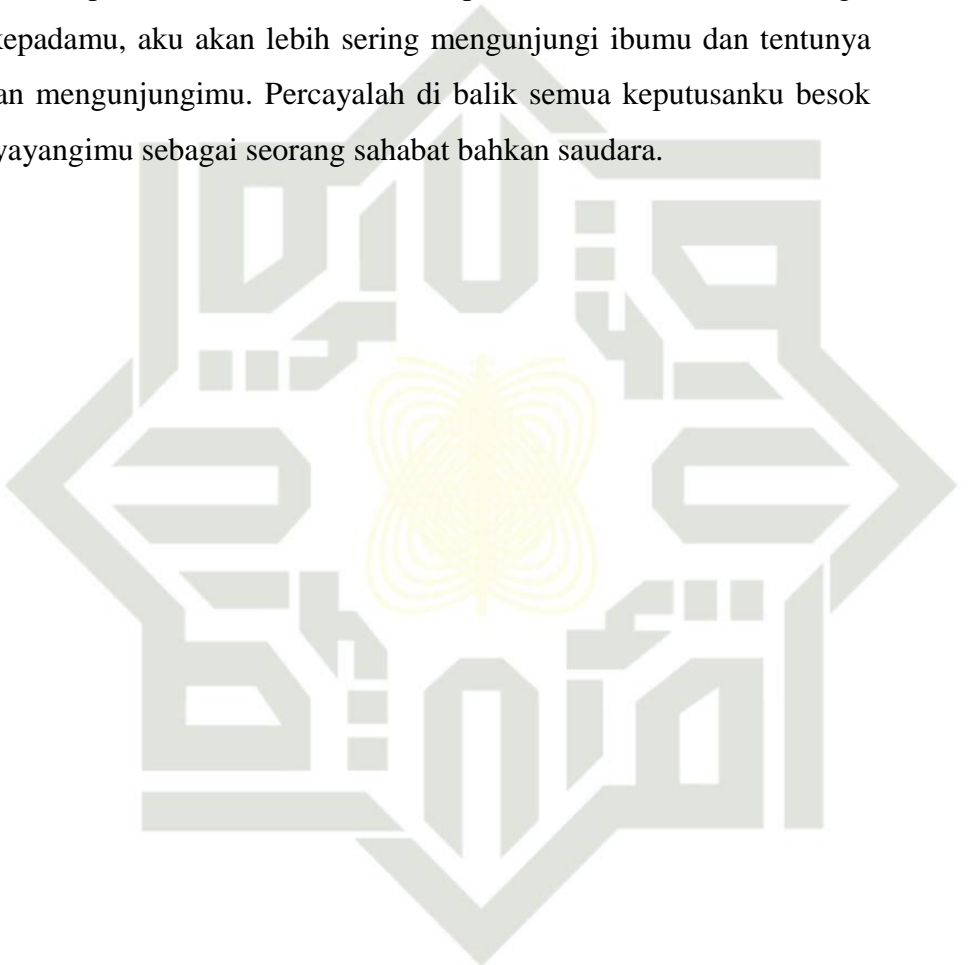 kepadamu, aku akan lebih sering mengunjungi ibumu dan tentunya
an mengunjungimu. Percayalah di balik semua keputusanku besok
yayangimu sebagai seorang sahabat bahkan saudara.